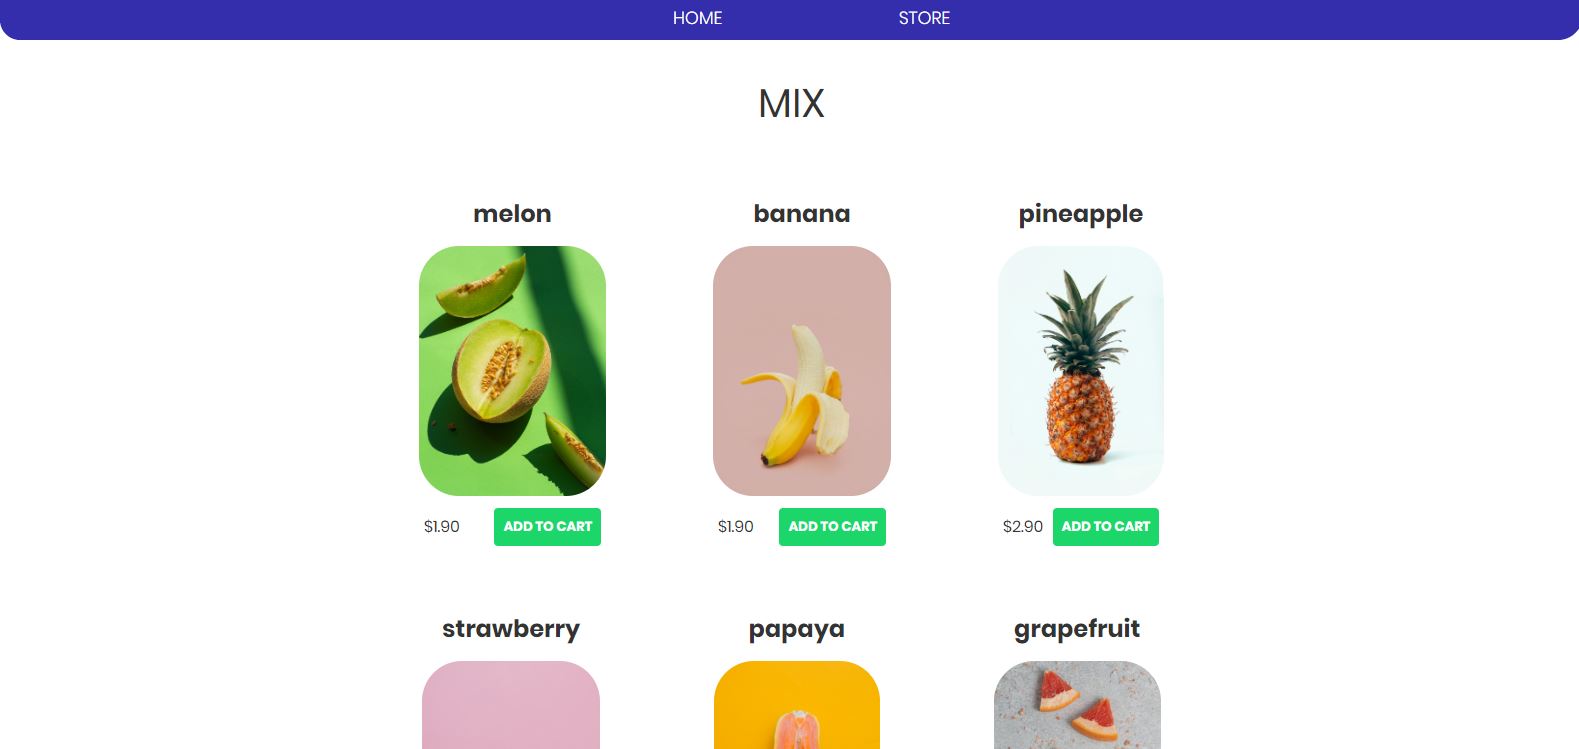 HOME STORE
MIX
melon banana pineapple
$1.90 ADD TO CART $1.90 ADD TO CART $2.90 ADD TO CART
strawberry papaya grapefruit